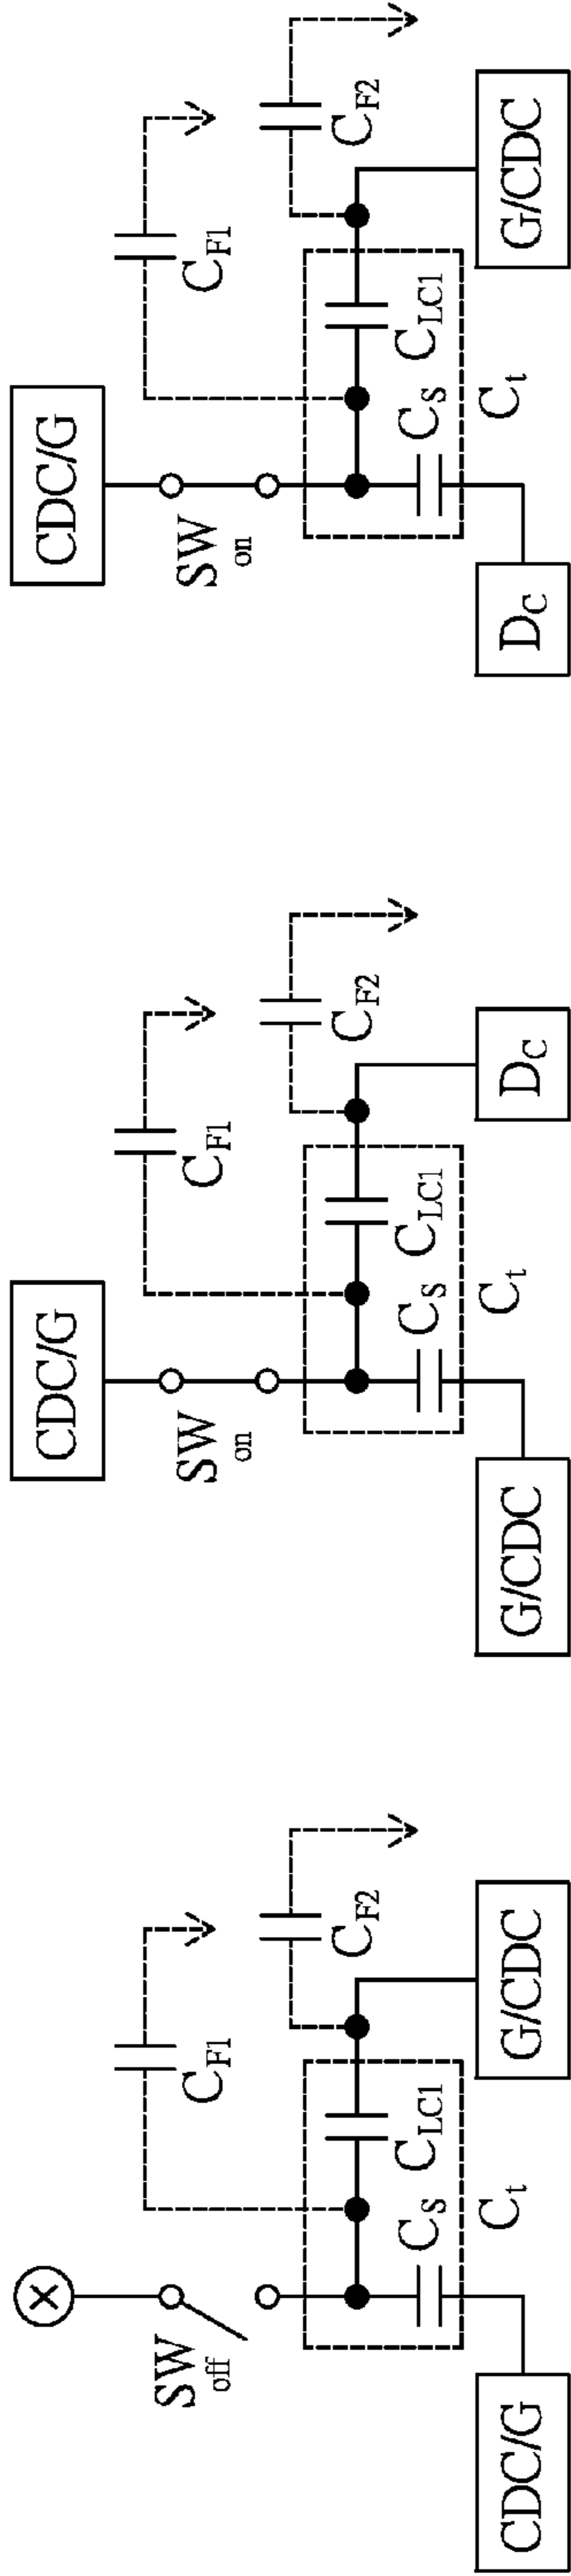 CDC/G
SW
on
C_F1
C_F2
C_LC1
C_S
C_t
D_C
G/CDC
CDC/G
SW
on
C_F1
C_F2
C_LC1
C_S
C_t
G/CDC
D_C
X
SW
off
C_F1
C_F2
C_LC1
C_S
C_t
CDC/G
G/CDC